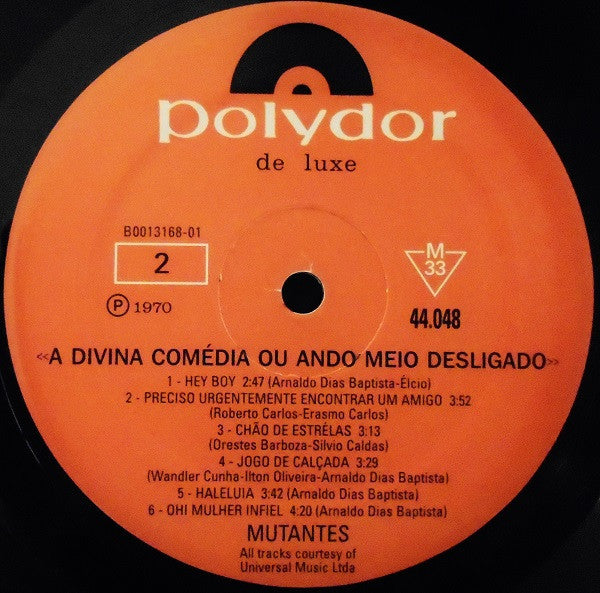 polydor
de luxe
B0013168-01
2
Ⓟ 1970
M
33
44.048
«A DIVINA COMÉDIA OU ANDO MEIO DESLIGADO»
1 - HEY BOY 2:47 (Arnaldo Dias Baptista-Élcio)
2 - PRECISO URGENTEMENTE ENCONTRAR UM AMIGO 3:52
(Roberto Carlos-Erasmo Carlos)
3 - CHÃO DE ESTRÊLAS 3:13
(Orestes Barboza-Silvio Caldas)
4 - JOGO DE CALÇADA 3:29
(Wandler Cunha-Ilton Oliveira-Arnaldo Dias Baptista)
5 - HALELUIA 3:42 (Arnaldo Dias Baptista)
6 - OH! MULHER INFIEL 4:20 (Arnaldo Dias Baptista)
MUTANTES
All tracks courtesy of
Universal Music Ltda